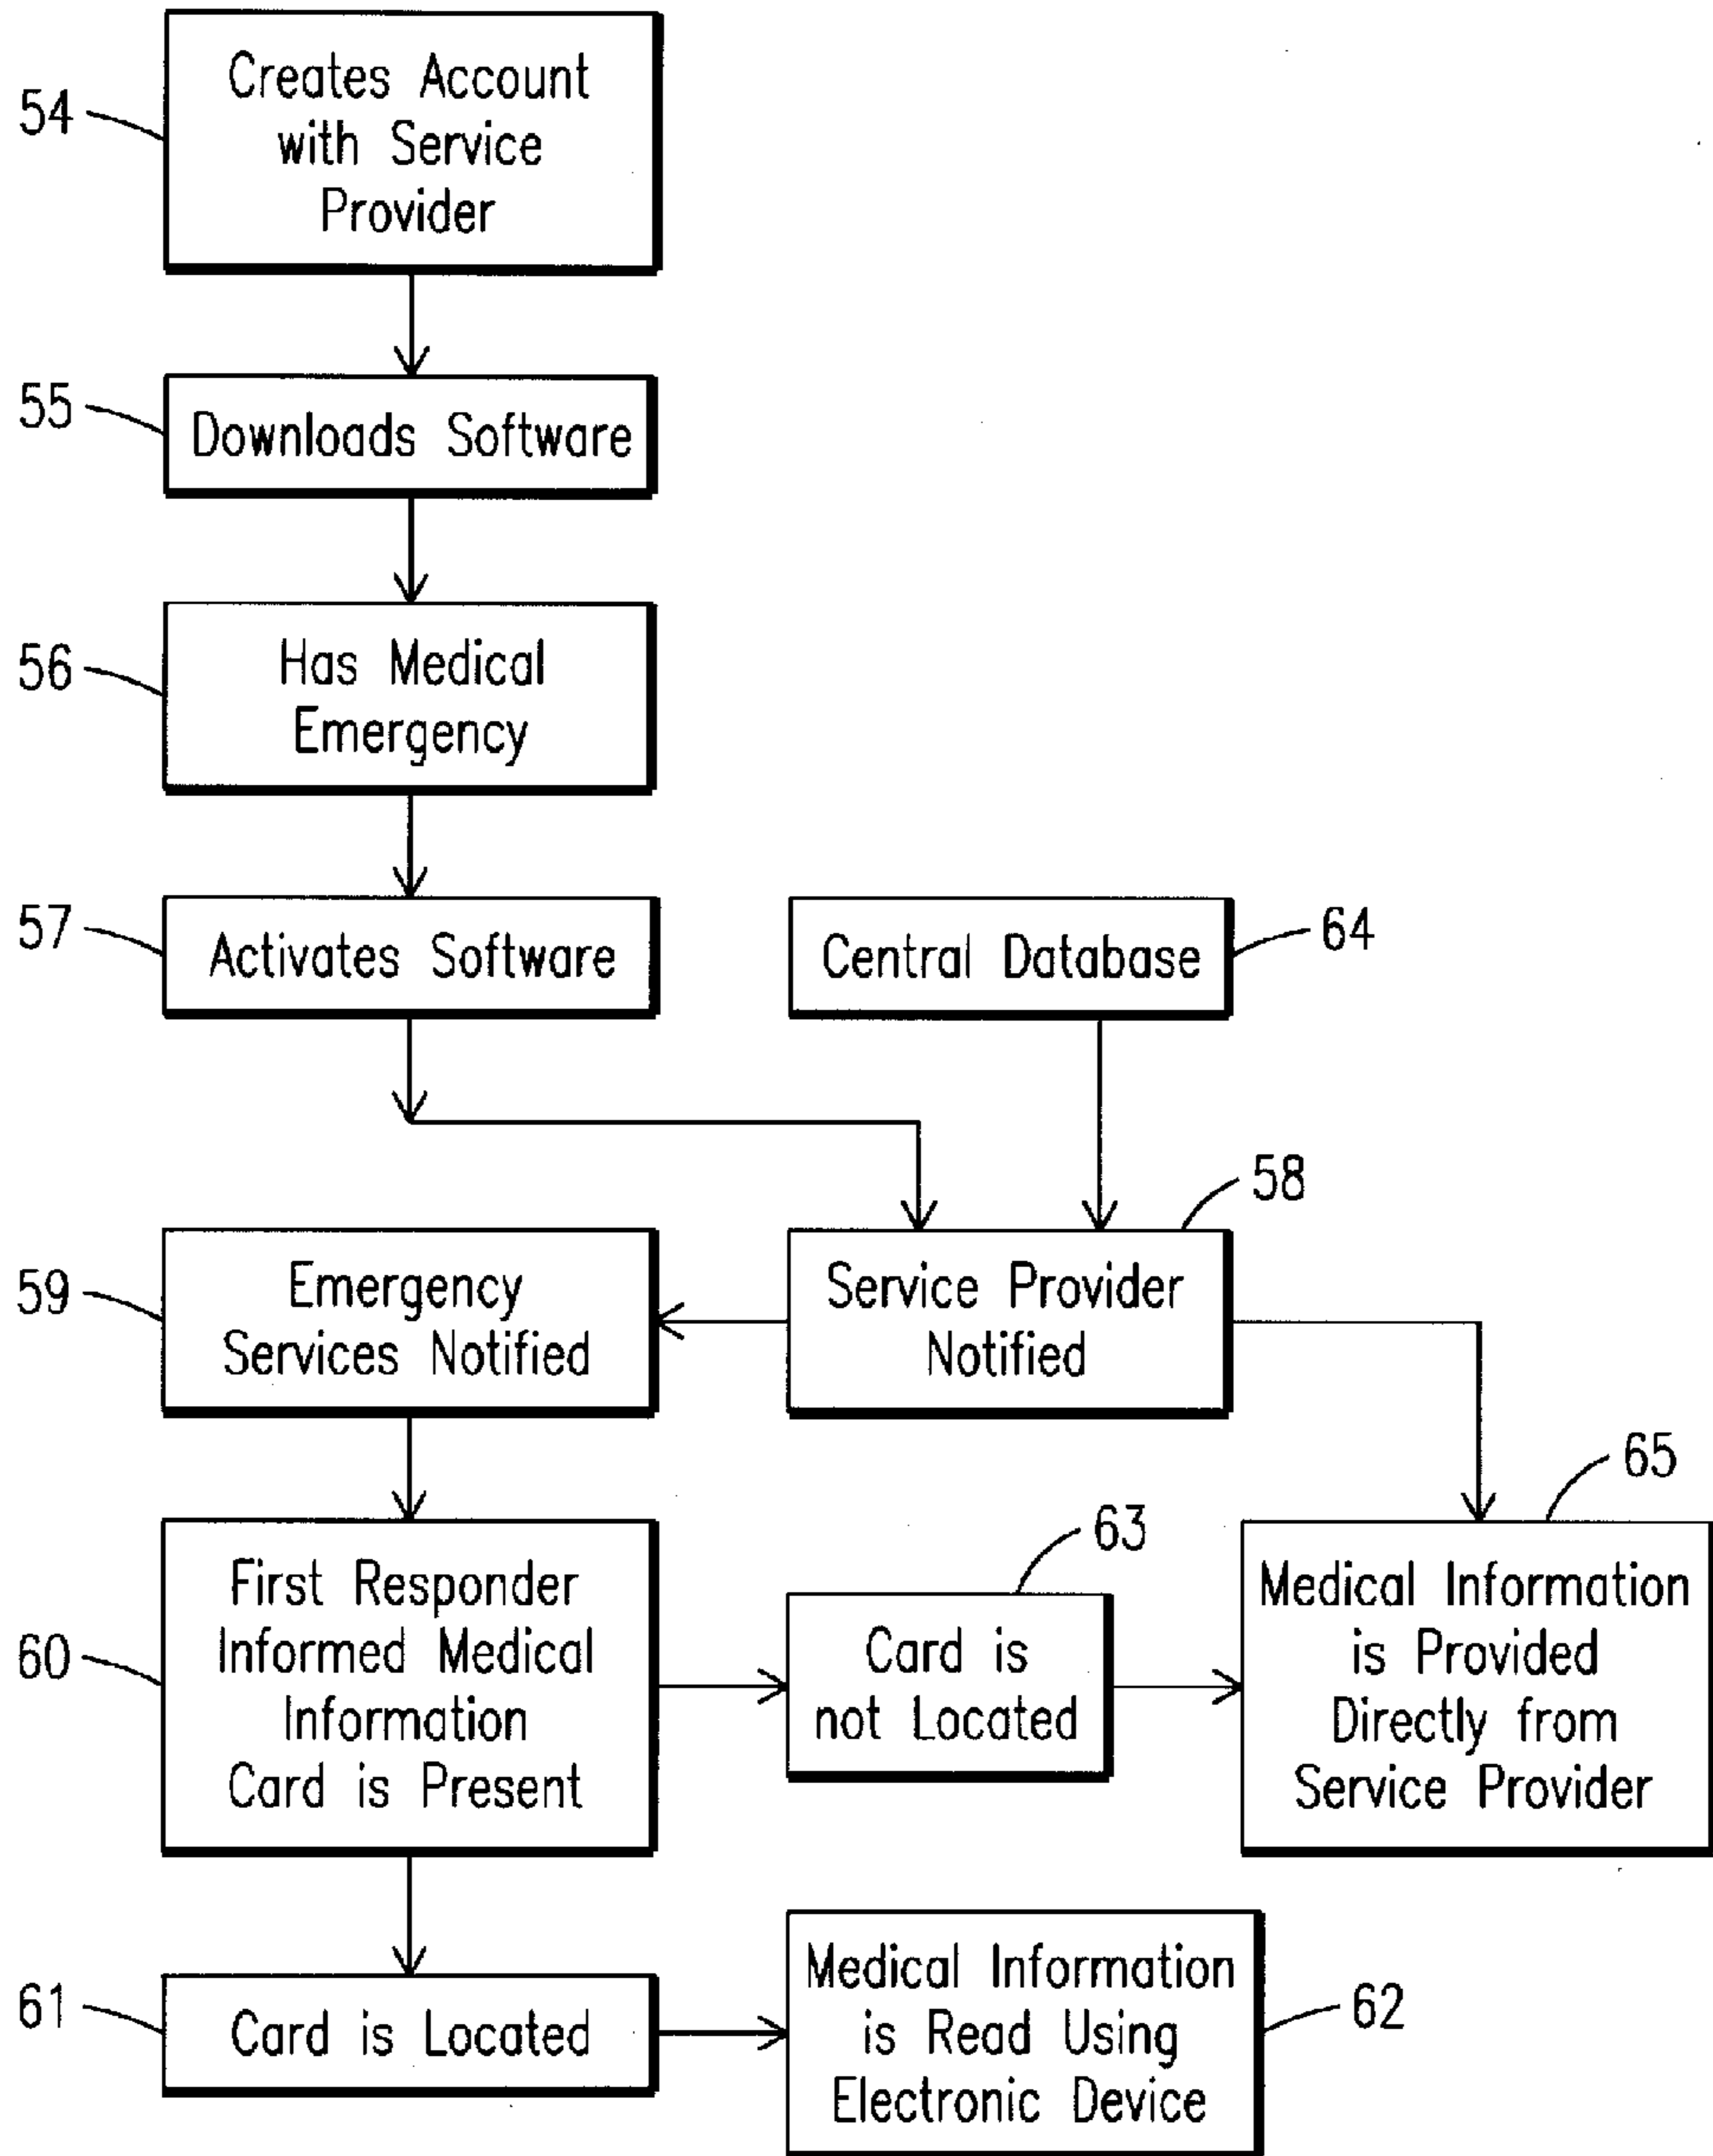 54
Creates Account
with Service
Provider
55
Downloads Software
56
Has Medical
Emergency
57
Activates Software
Central Database
64
58
59
Emergency
Services Notified
Service Provider
Notified
65
63
60
First Responder
Informed Medical
Information
Card is Present
Card is
not Located
Medical Information
is Provided
Directly from
Service Provider
61
Card is Located
Medical Information
is Read Using
Electronic Device
62